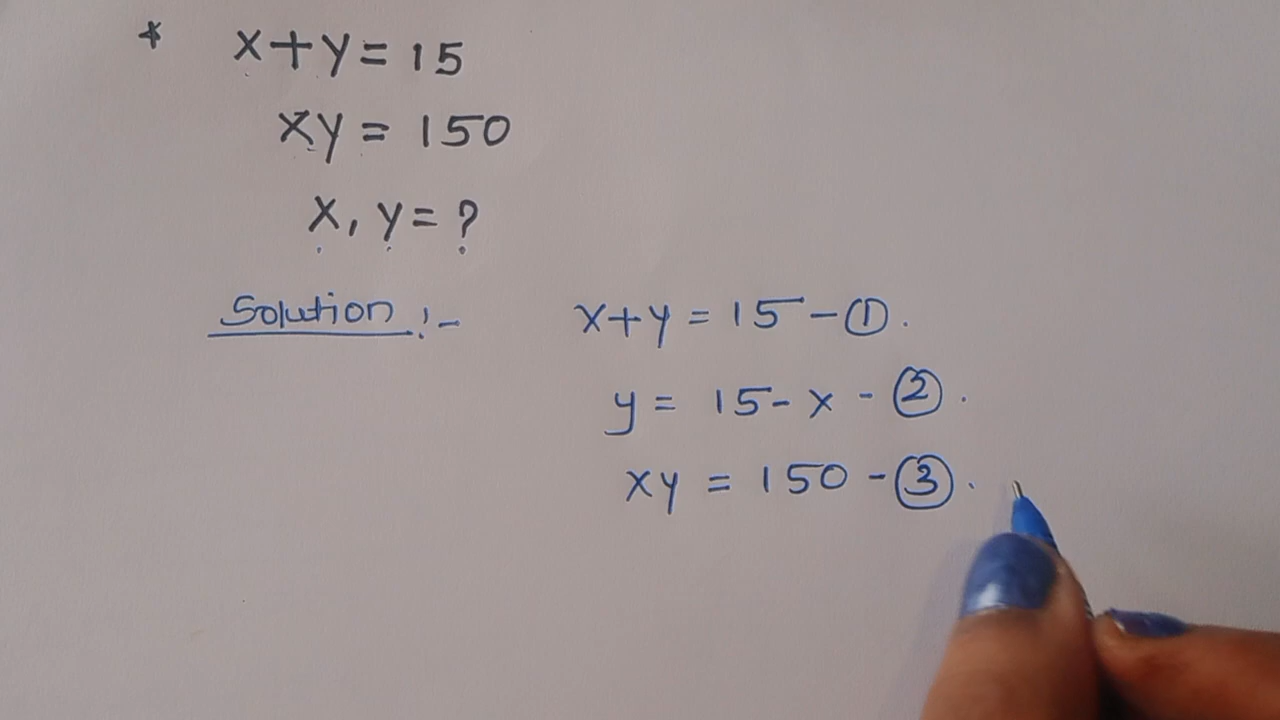 * x+y = 15
xy = 150
x, y = ?
Solution :-
x+y = 15 - ①.
y = 15 - x - ②.
xy = 150 - ③.